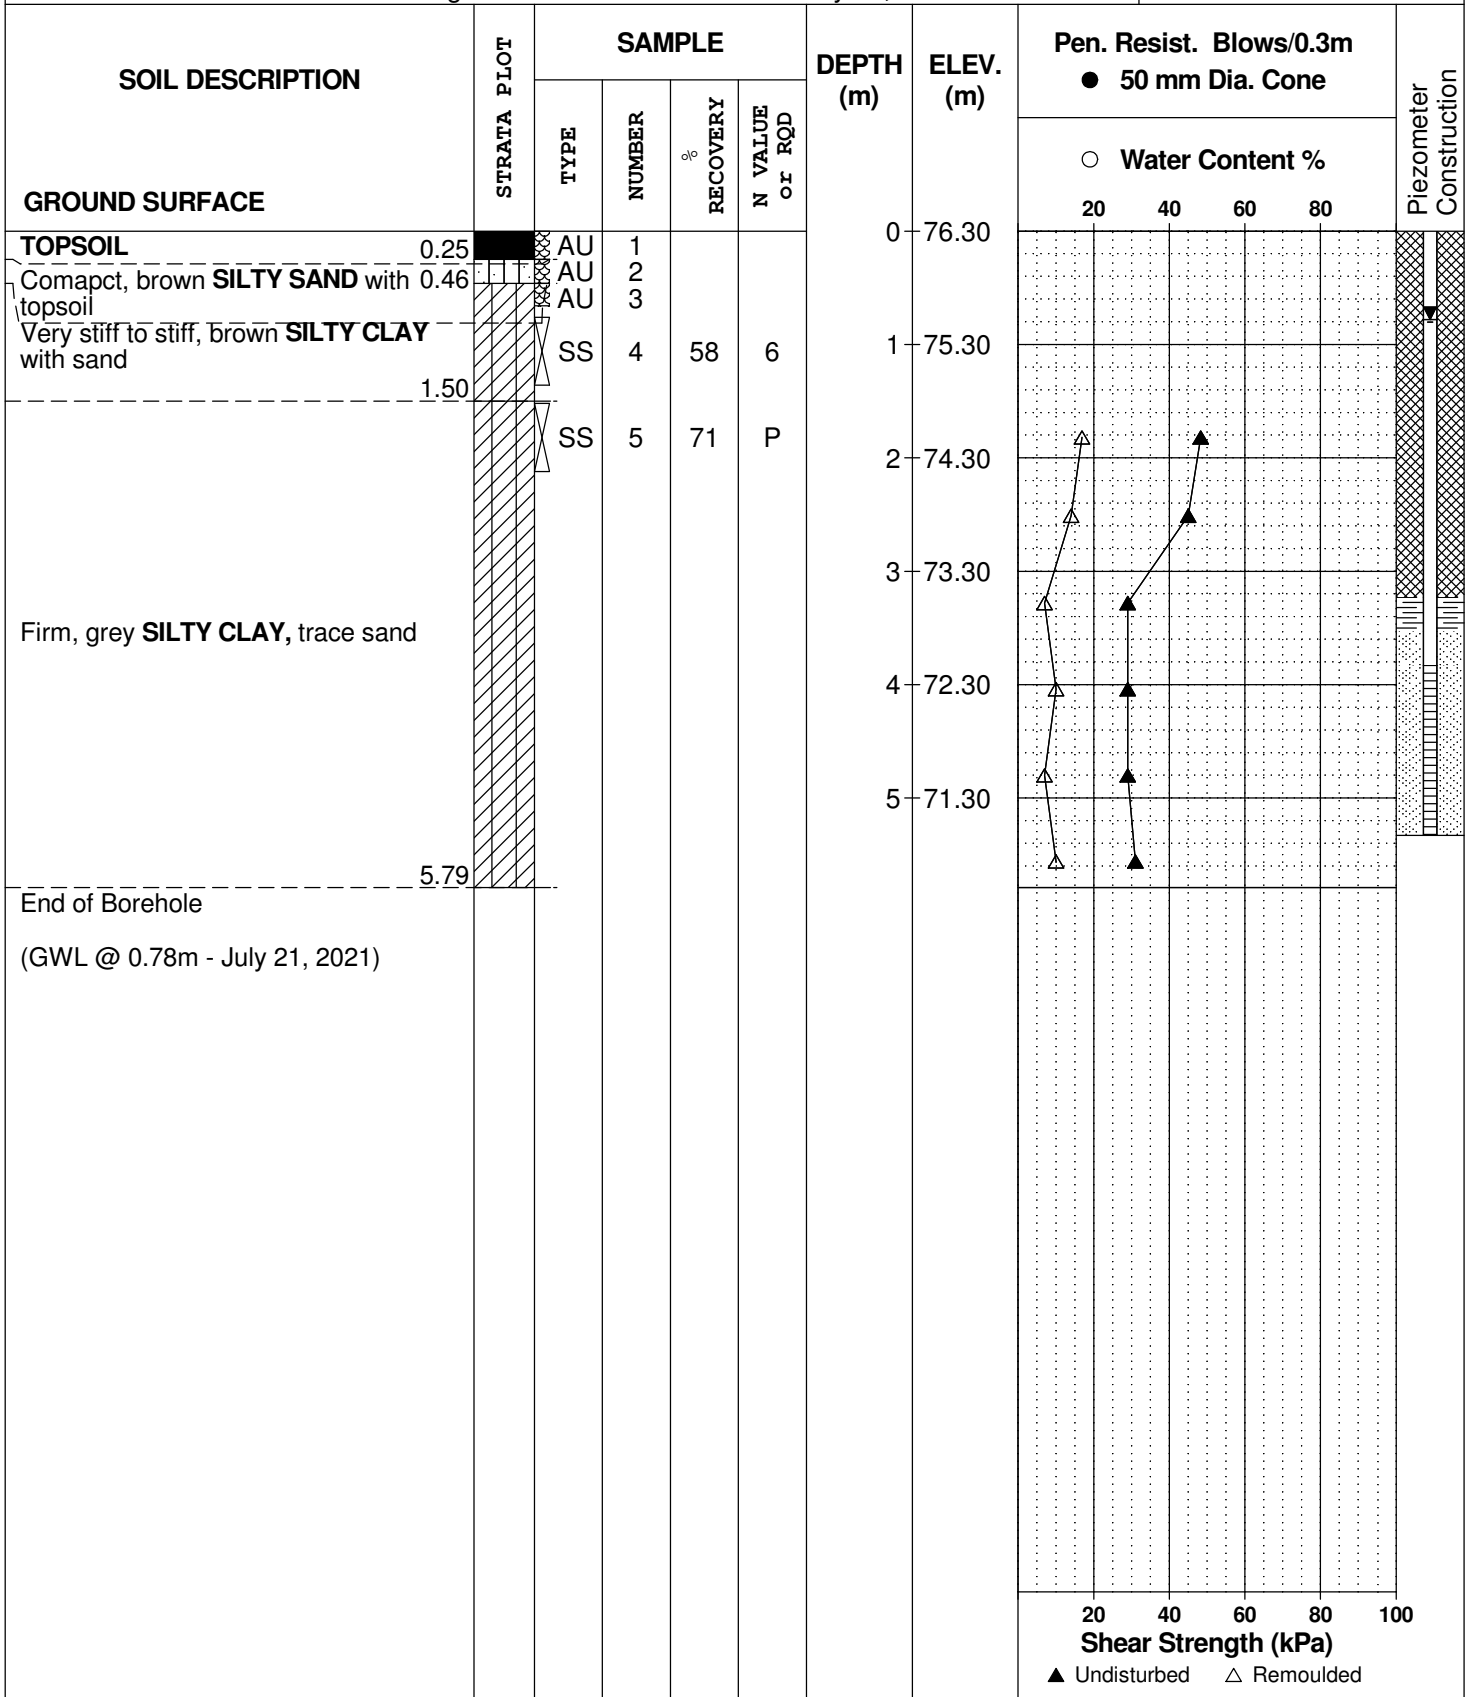 SOIL DESCRIPTION
GROUND SURFACE
STRATA PLOT
SAMPLE
TYPE
NUMBER
% RECOVERY
N VALUE or RQD
DEPTH (m)
ELEV. (m)
Pen. Resist. Blows/0.3m
● 50 mm Dia. Cone
○ Water Content %
20 40 60 80
Piezometer Construction
TOPSOIL 0.25
Comapct, brown SILTY SAND with 0.46
topsoil
Very stiff to stiff, brown SILTY CLAY
with sand
1.50
Firm, grey SILTY CLAY, trace sand
5.79
End of Borehole
(GWL @ 0.78m - July 21, 2021)
AU 1
AU 2
AU 3
SS 4 58 6
SS 5 71 P
0 76.30
1 75.30
2 74.30
3 73.30
4 72.30
5 71.30
20 40 60 80 100
Shear Strength (kPa)
▲ Undisturbed △ Remoulded